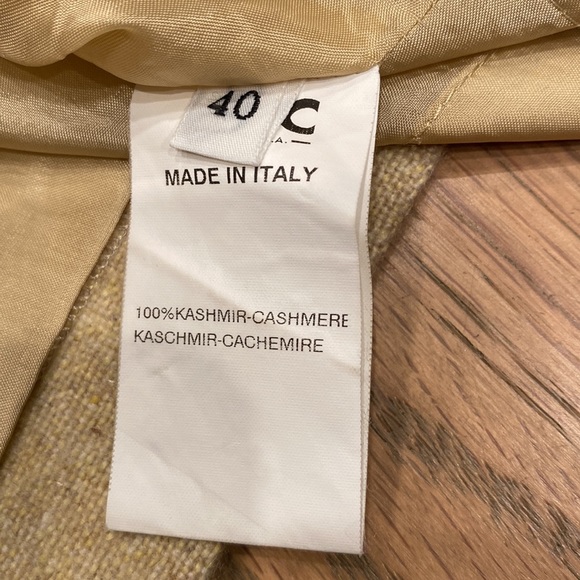 40
C
.A.
MADE IN ITALY
100%KASHMIR-CASHMERE
KASCHMIR-CACHEMIRE